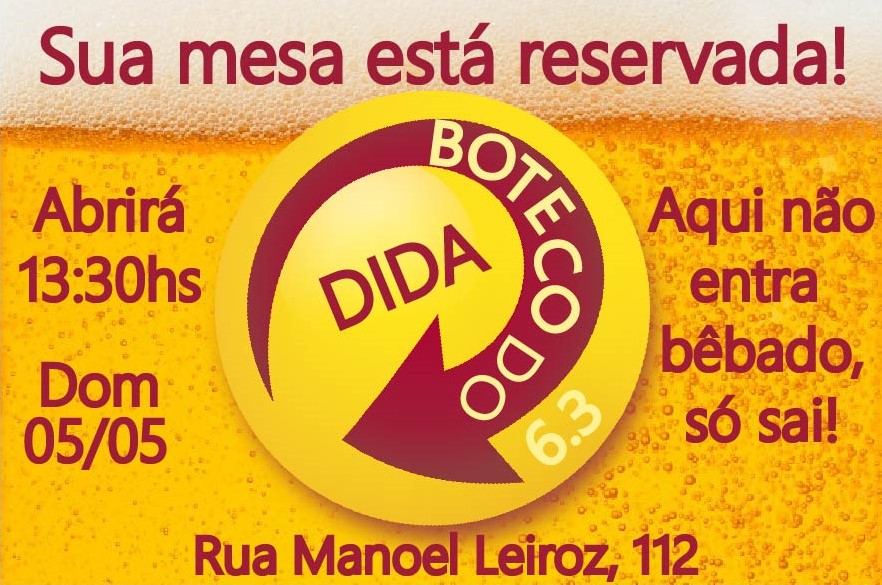 Sua mesa está reservada!
Abrirá
13:30hs
Dom
05/05
BOTECO DO
DIDA
6.3
Aqui não
entra
bêbado,
só sai!
Rua Manoel Leiroz, 112